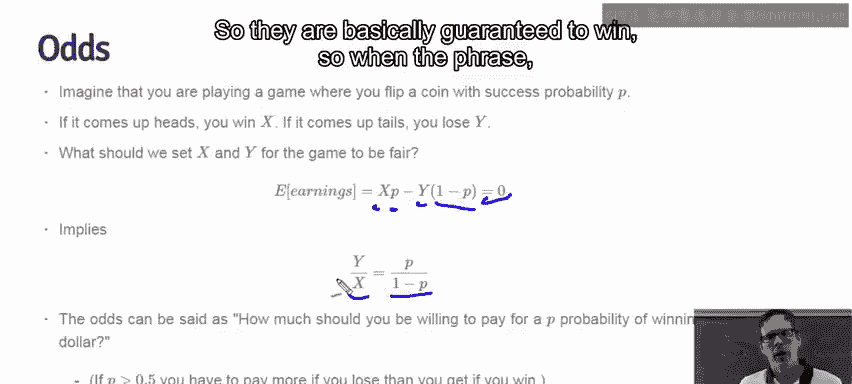 So they are basically guaranteed to win,
so when the phrase,
Odds
· Imagine that you are playing a game where you flip a coin with success probability p.
· If it comes up heads, you win X. If it comes up tails, you lose Y.
· What should we set X and Y for the game to be fair?
E[earnings] = Xp − Y(1 − p) = 0
· Implies
Y/X = p/(1 − p)
· The odds can be said as "How much should you be willing to pay for a p probability of
dollar?"
- (If p > 0.5 you have to pay more if you lose than you get if you win.)